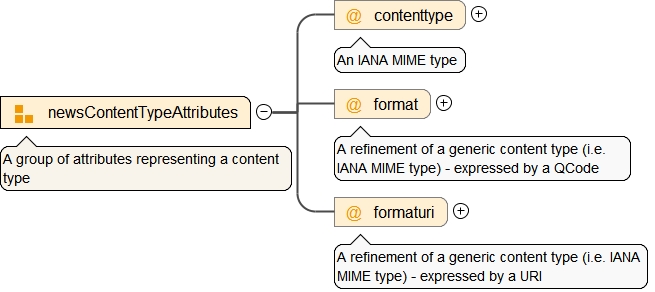 @ contenttype
An IANA MIME type
newsContentTypeAttributes
A group of attributes representing a content
type
@ format
A refinement of a generic content type (i.e.
IANA MIME type) - expressed by a QCode
@ formaturi
A refinement of a generic content type (i.e. IANA
MIME type) - expressed by a URI